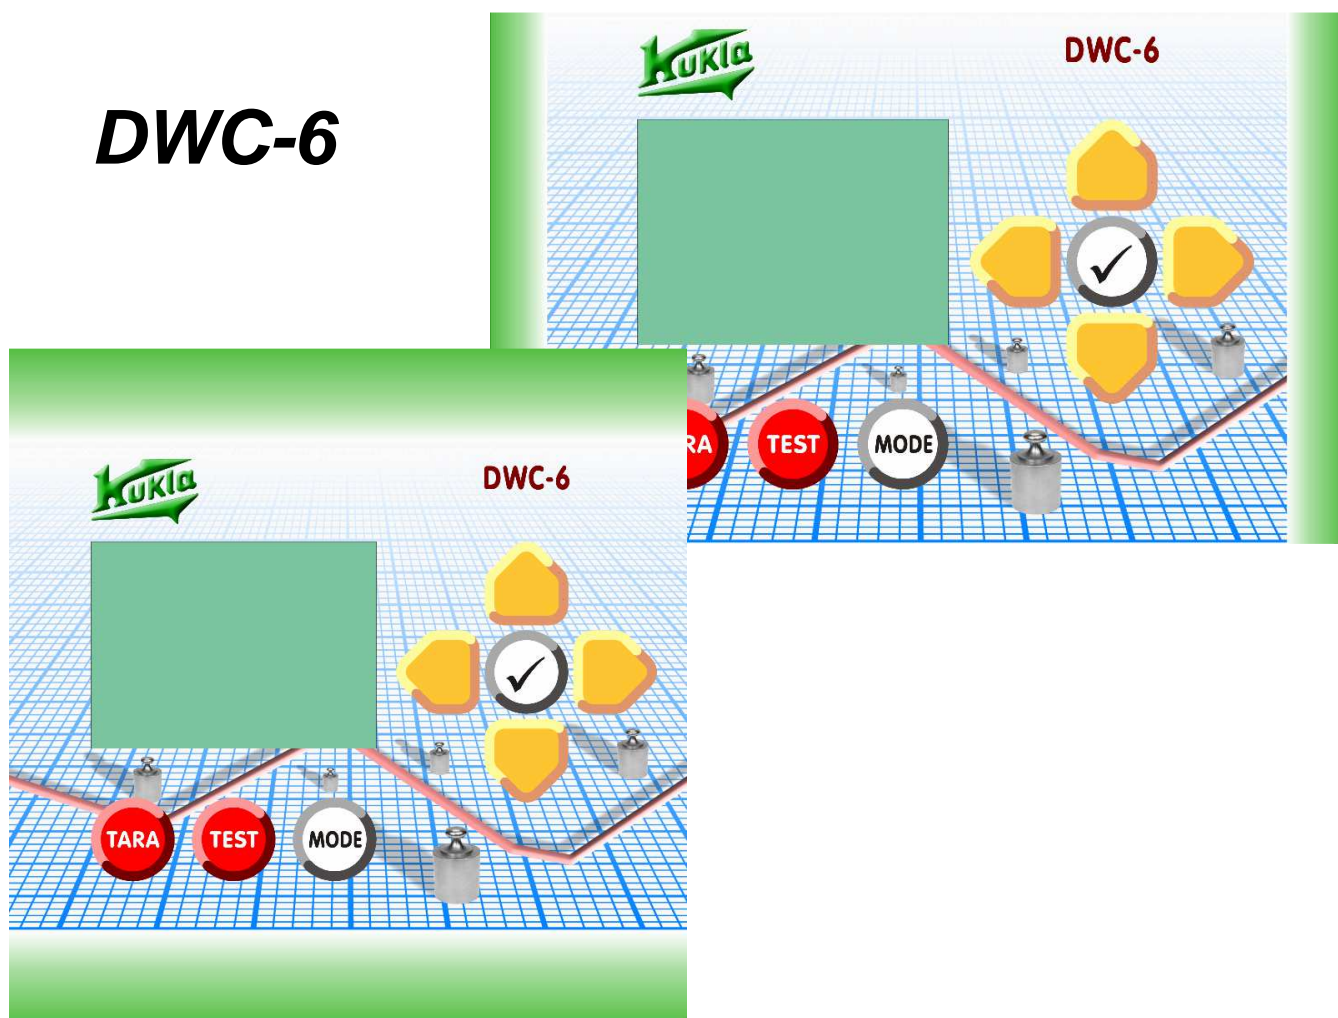 Kukla
DWC-6
DWC-6
RA
TEST
MODE
Kukla
DWC-6
TARA
TEST
MODE